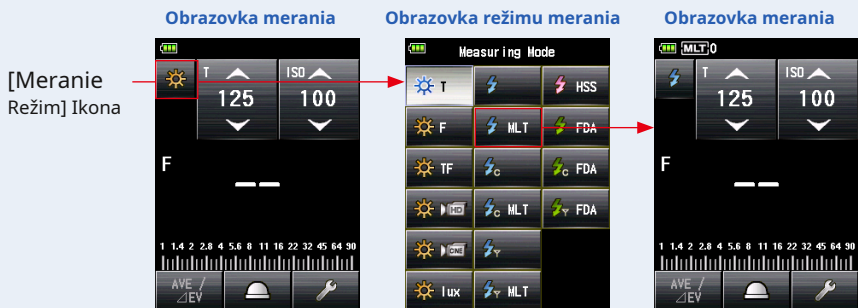 Obrazovka merania
Obrazovka režimu merania
Obrazovka merania
[Meranie
Režim] Ikona
T
125
ISO
100
F
1 1.4 2 2.8 4 5.6 8 11 16 22 32 45 64 90
AVE /
⊿EV
Measuring Mode
T
HSS
F
MLT
FDA
TF
C
C FDA
HD
C MLT
Y FDA
CINE
Y
lux
Y MLT
MLT 0
T
125
ISO
100
F
1 1.4 2 2.8 4 5.6 8 11 16 22 32 45 64 90
AVE /
⊿EV